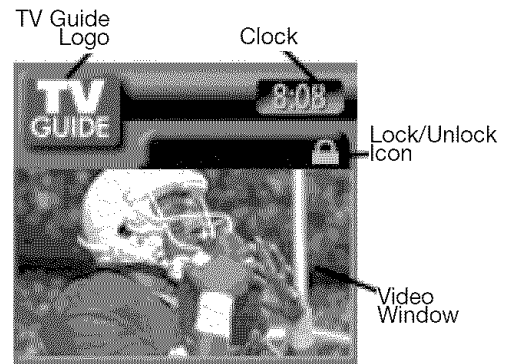 TV Guide
Logo
Clock
TV
GUIDE
8:08
Lock/Unlock
Icon
Video
Window